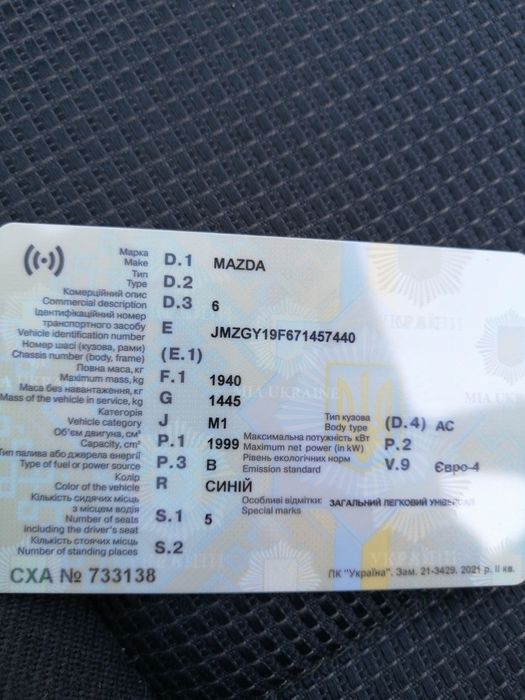 Марка
Make D.1 MAZDA
Тип
Type D.2
Комерційний опис
Commercial description D.3 6
Ідентифікаційний номер
транспортного засобу
Vehicle identification number E JMZGY19F671457440
Номер шасі (кузова, рами)
Chassis number (body, frame) (E.1)
Повна маса, кг
Maximum mass, kg F.1 1940
Маса без навантаження, кг
Mass of the vehicle in service, kg G 1445
MIA UKRAINE
УКРАЇНИ
MIA UKRAINE
Категорія
Vehicle category J M1
Тип кузова
Body type (D.4) AC
Об'єм двигуна, см³
Capacity, cm³ P.1 1999
Максимальна потужність кВт
Maximum net power (in kW) P.2
Тип палива або джерела енергії
Type of fuel or power source P.3 B
Рівень екологічних норм
Emission standard V.9 Євро-4
Колір
Color of the vehicle R СИНІЙ
Особливі відмітки:
Special marks ЗАГАЛЬНИЙ ЛЕГКОВИЙ УНІВЕРСАЛ
Кількість сидячих місць
з місцем водія
Number of seats
including the driver's seat S.1 5
Кількість стоячих місць
Number of standing places S.2
СХА № 733138
ПК "Україна". Зам. 21-3429. 2021 р. II кв.